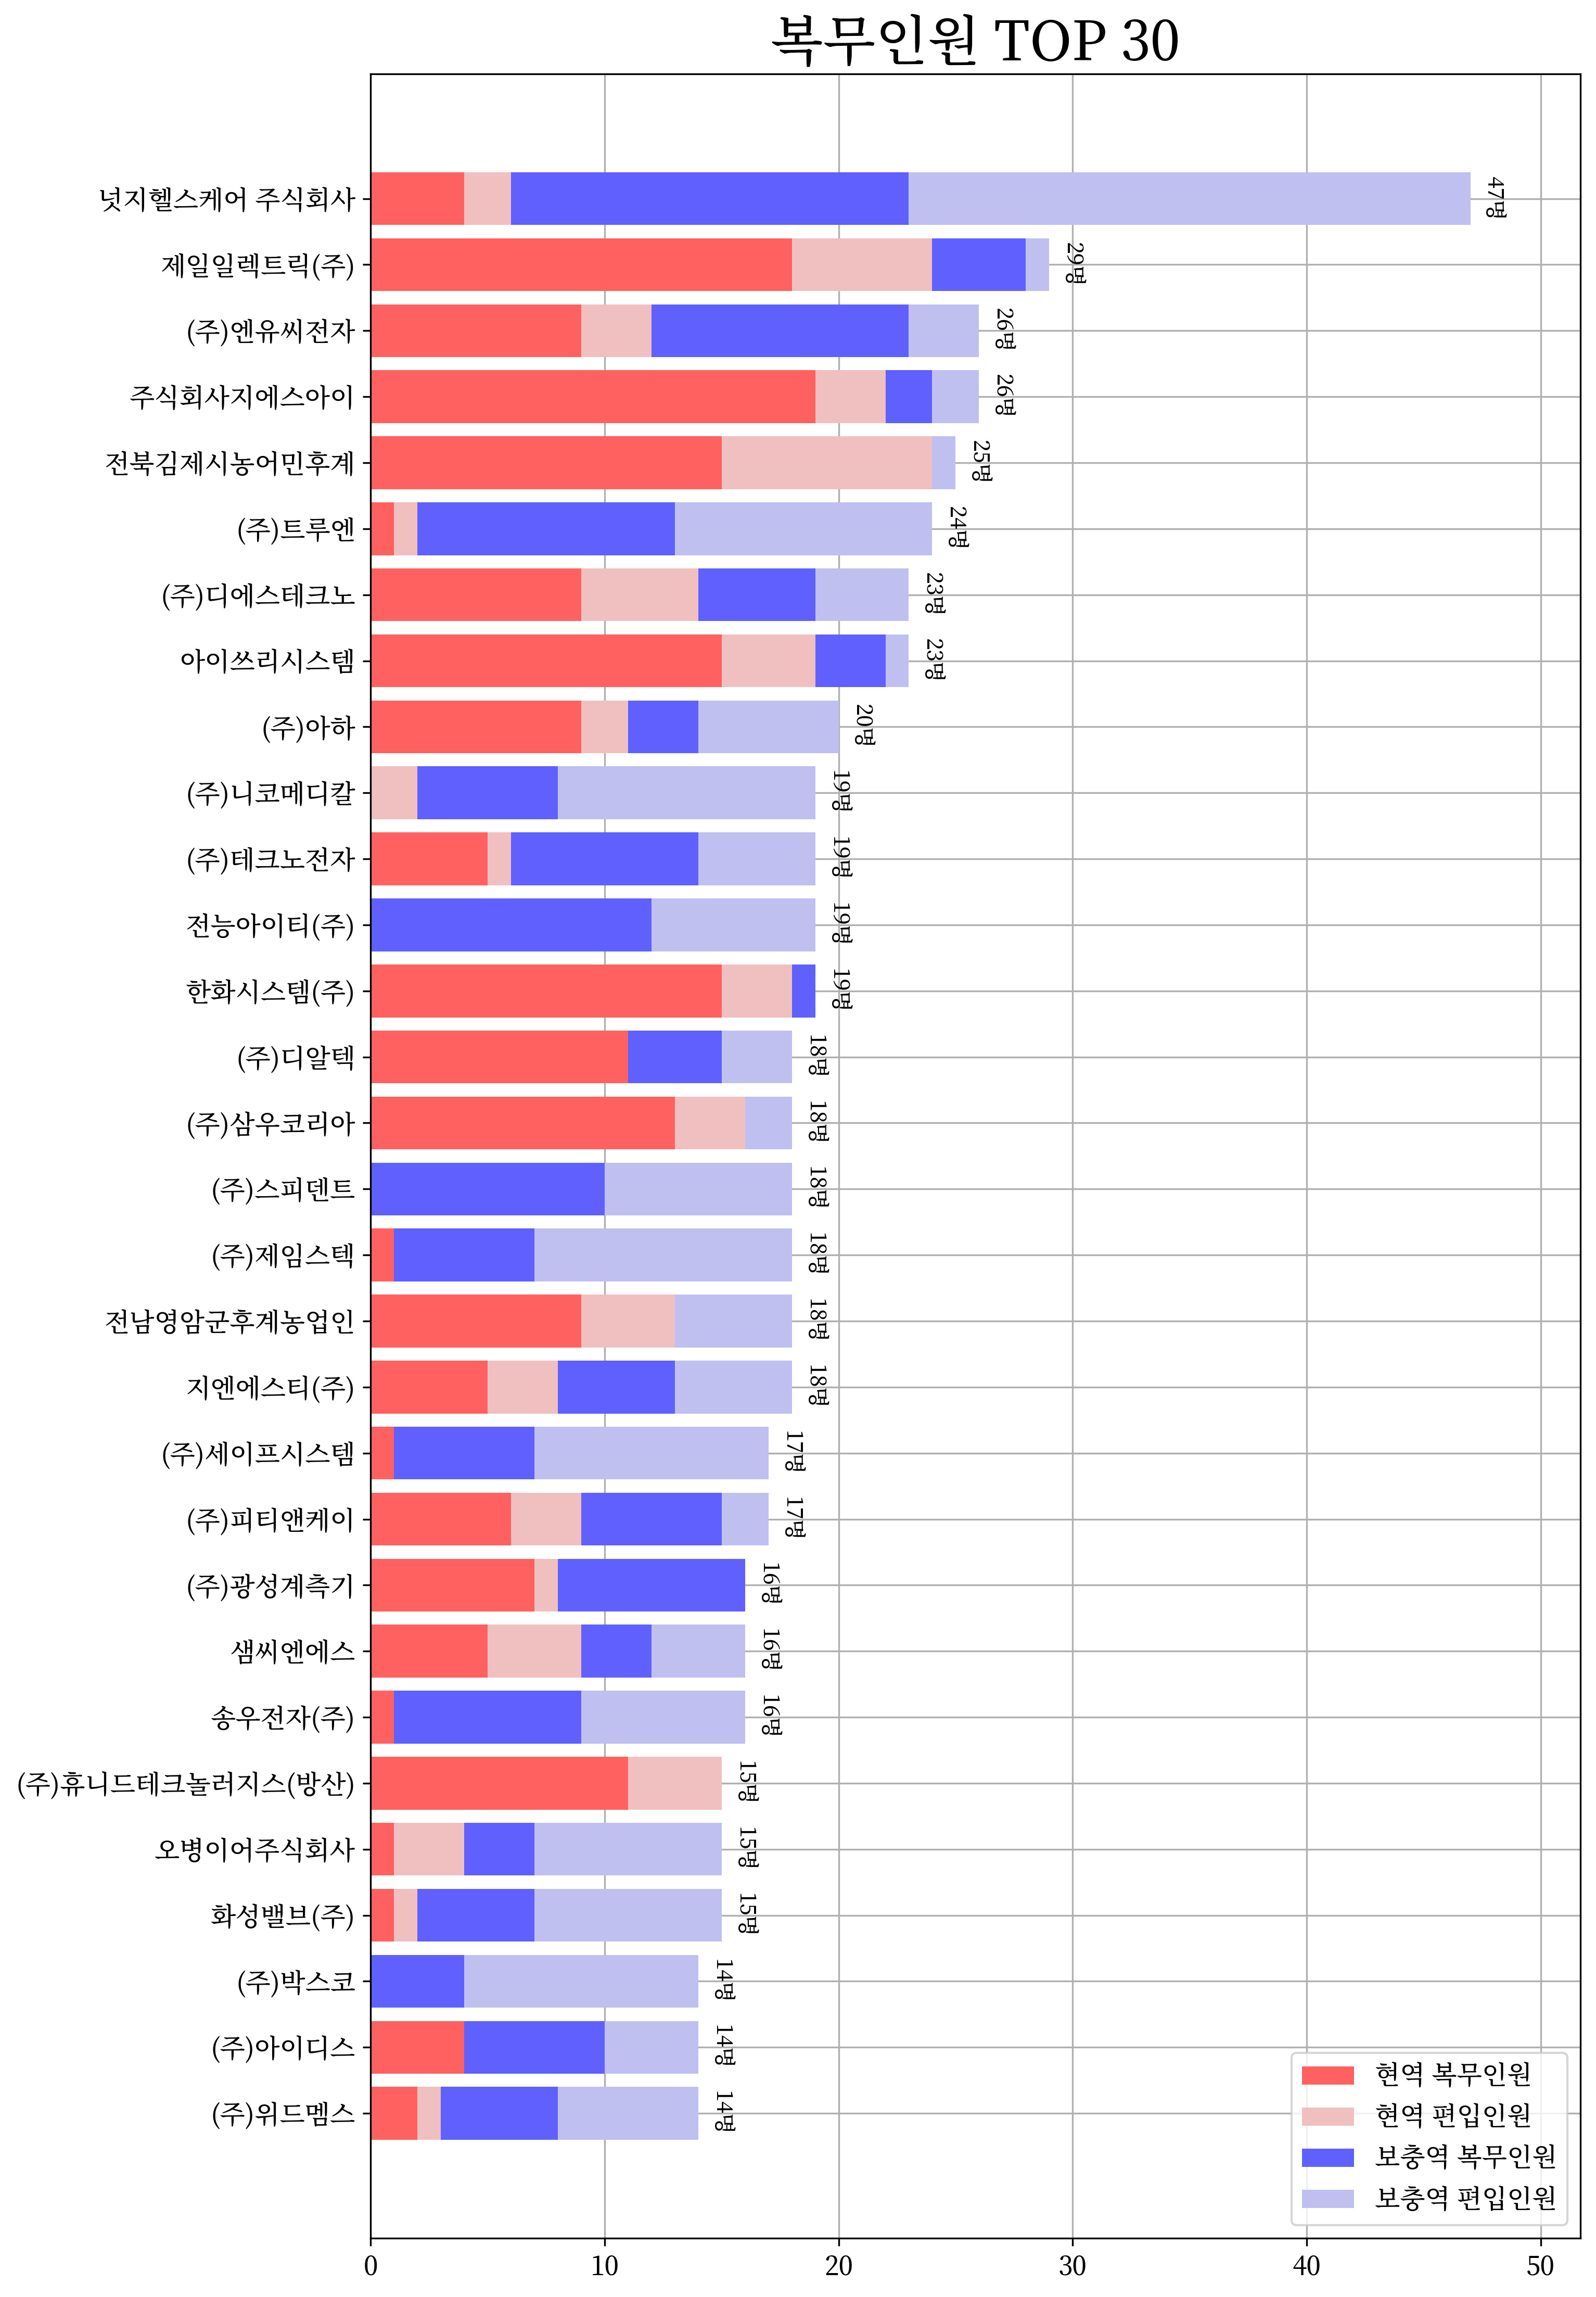 복무인원 TOP 30
넛지헬스케어 주식회사
47명
제일일렉트릭(주)
29명
(주)엔유씨전자
26명
주식회사지에스아이
26명
전북김제시농어민후계
25명
(주)트루엔
24명
(주)디에스테크노
23명
아이쓰리시스템
23명
(주)아하
20명
(주)니코메디칼
19명
(주)테크노전자
19명
전능아이티(주)
19명
한화시스템(주)
19명
(주)디알텍
18명
(주)삼우코리아
18명
(주)스피덴트
18명
(주)제임스텍
18명
전남영암군후계농업인
18명
지엔에스티(주)
18명
(주)세이프시스템
17명
(주)피티앤케이
17명
(주)광성계측기
16명
샘씨엔에스
16명
송우전자(주)
16명
(주)휴니드테크놀러지스(방산)
15명
오병이어주식회사
15명
화성밸브(주)
15명
(주)박스코
14명
(주)아이디스
14명
(주)위드멤스
14명
현역 복무인원
현역 편입인원
보충역 복무인원
보충역 편입인원
0 10 20 30 40 50